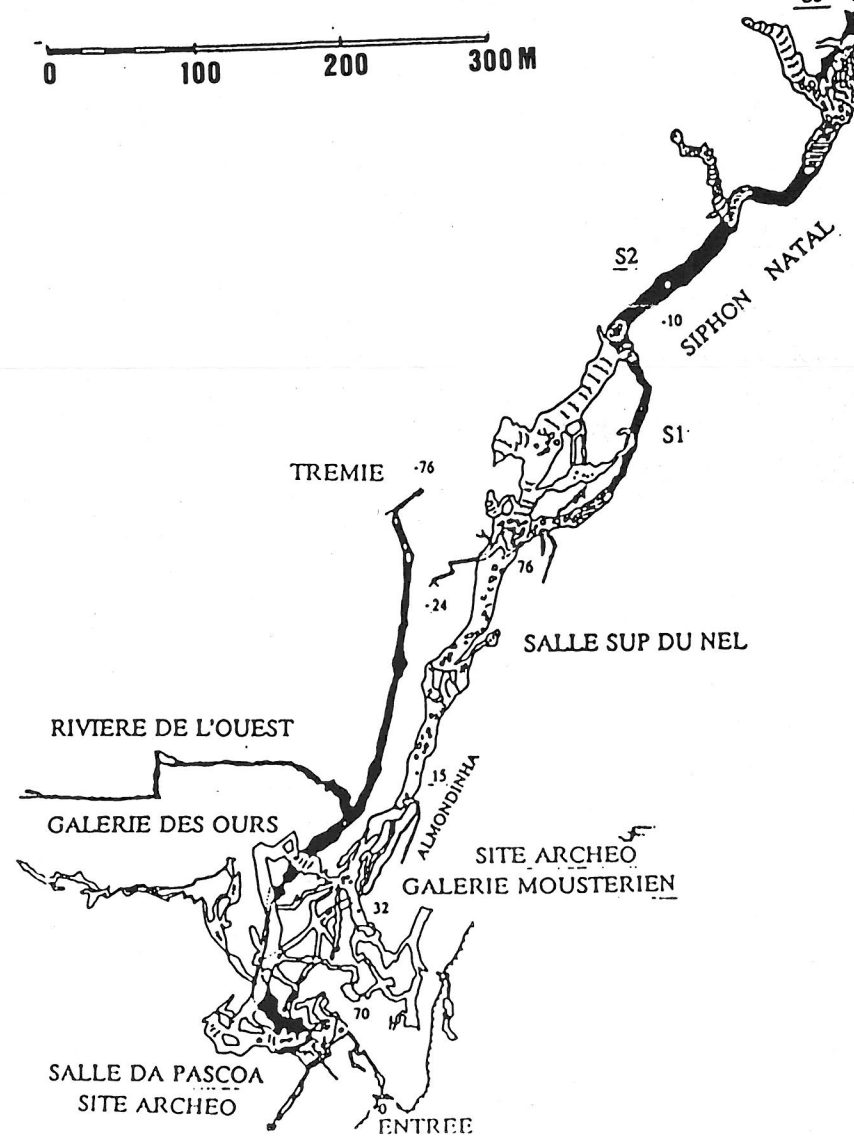 0 100 200 300 M
S2
-10
SIPHON NATAL
S1
TREMIE -76
76
-24
SALLE SUP DU NEL
RIVIERE DE L'OUEST
15
ALMONDINHA
GALERIE DES OURS
SITE ARCHEO
GALERIE MOUSTERIEN
32
70
SALLE DA PASCOA
SITE ARCHEO
ENTREE